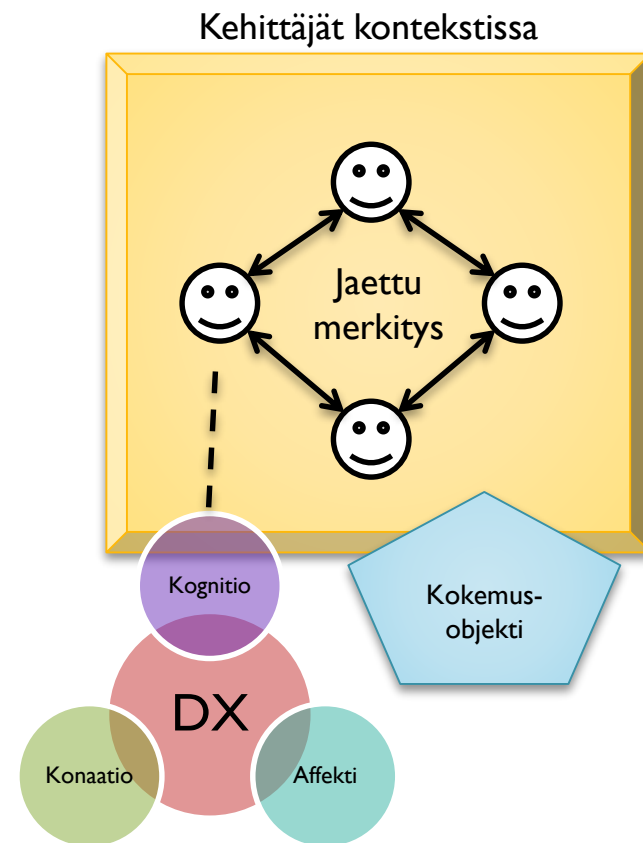 Kehittäjät kontekstissa
Jaettu
merkitys
Kognitio
Kokemus-
objekti
DX
Konaatio
Affekti